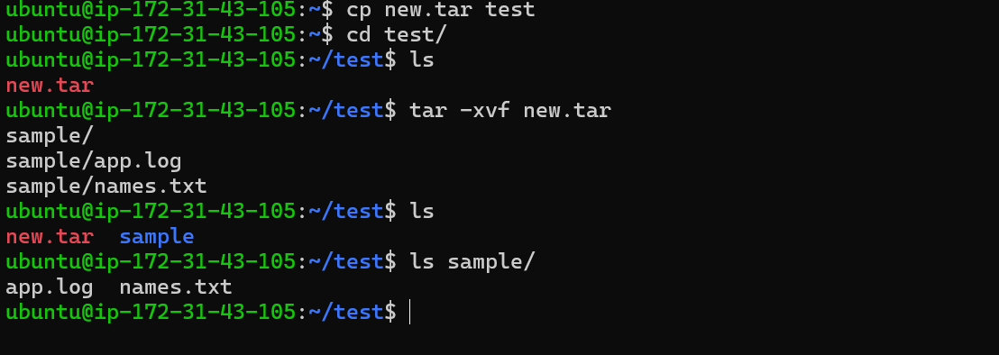 ubuntu@ip-172-31-43-105:~$ cp new.tar test
ubuntu@ip-172-31-43-105:~$ cd test/
ubuntu@ip-172-31-43-105:~/test$ ls
new.tar
ubuntu@ip-172-31-43-105:~/test$ tar -xvf new.tar
sample/
sample/app.log
sample/names.txt
ubuntu@ip-172-31-43-105:~/test$ ls
new.tar  sample
ubuntu@ip-172-31-43-105:~/test$ ls sample/
app.log  names.txt
ubuntu@ip-172-31-43-105:~/test$